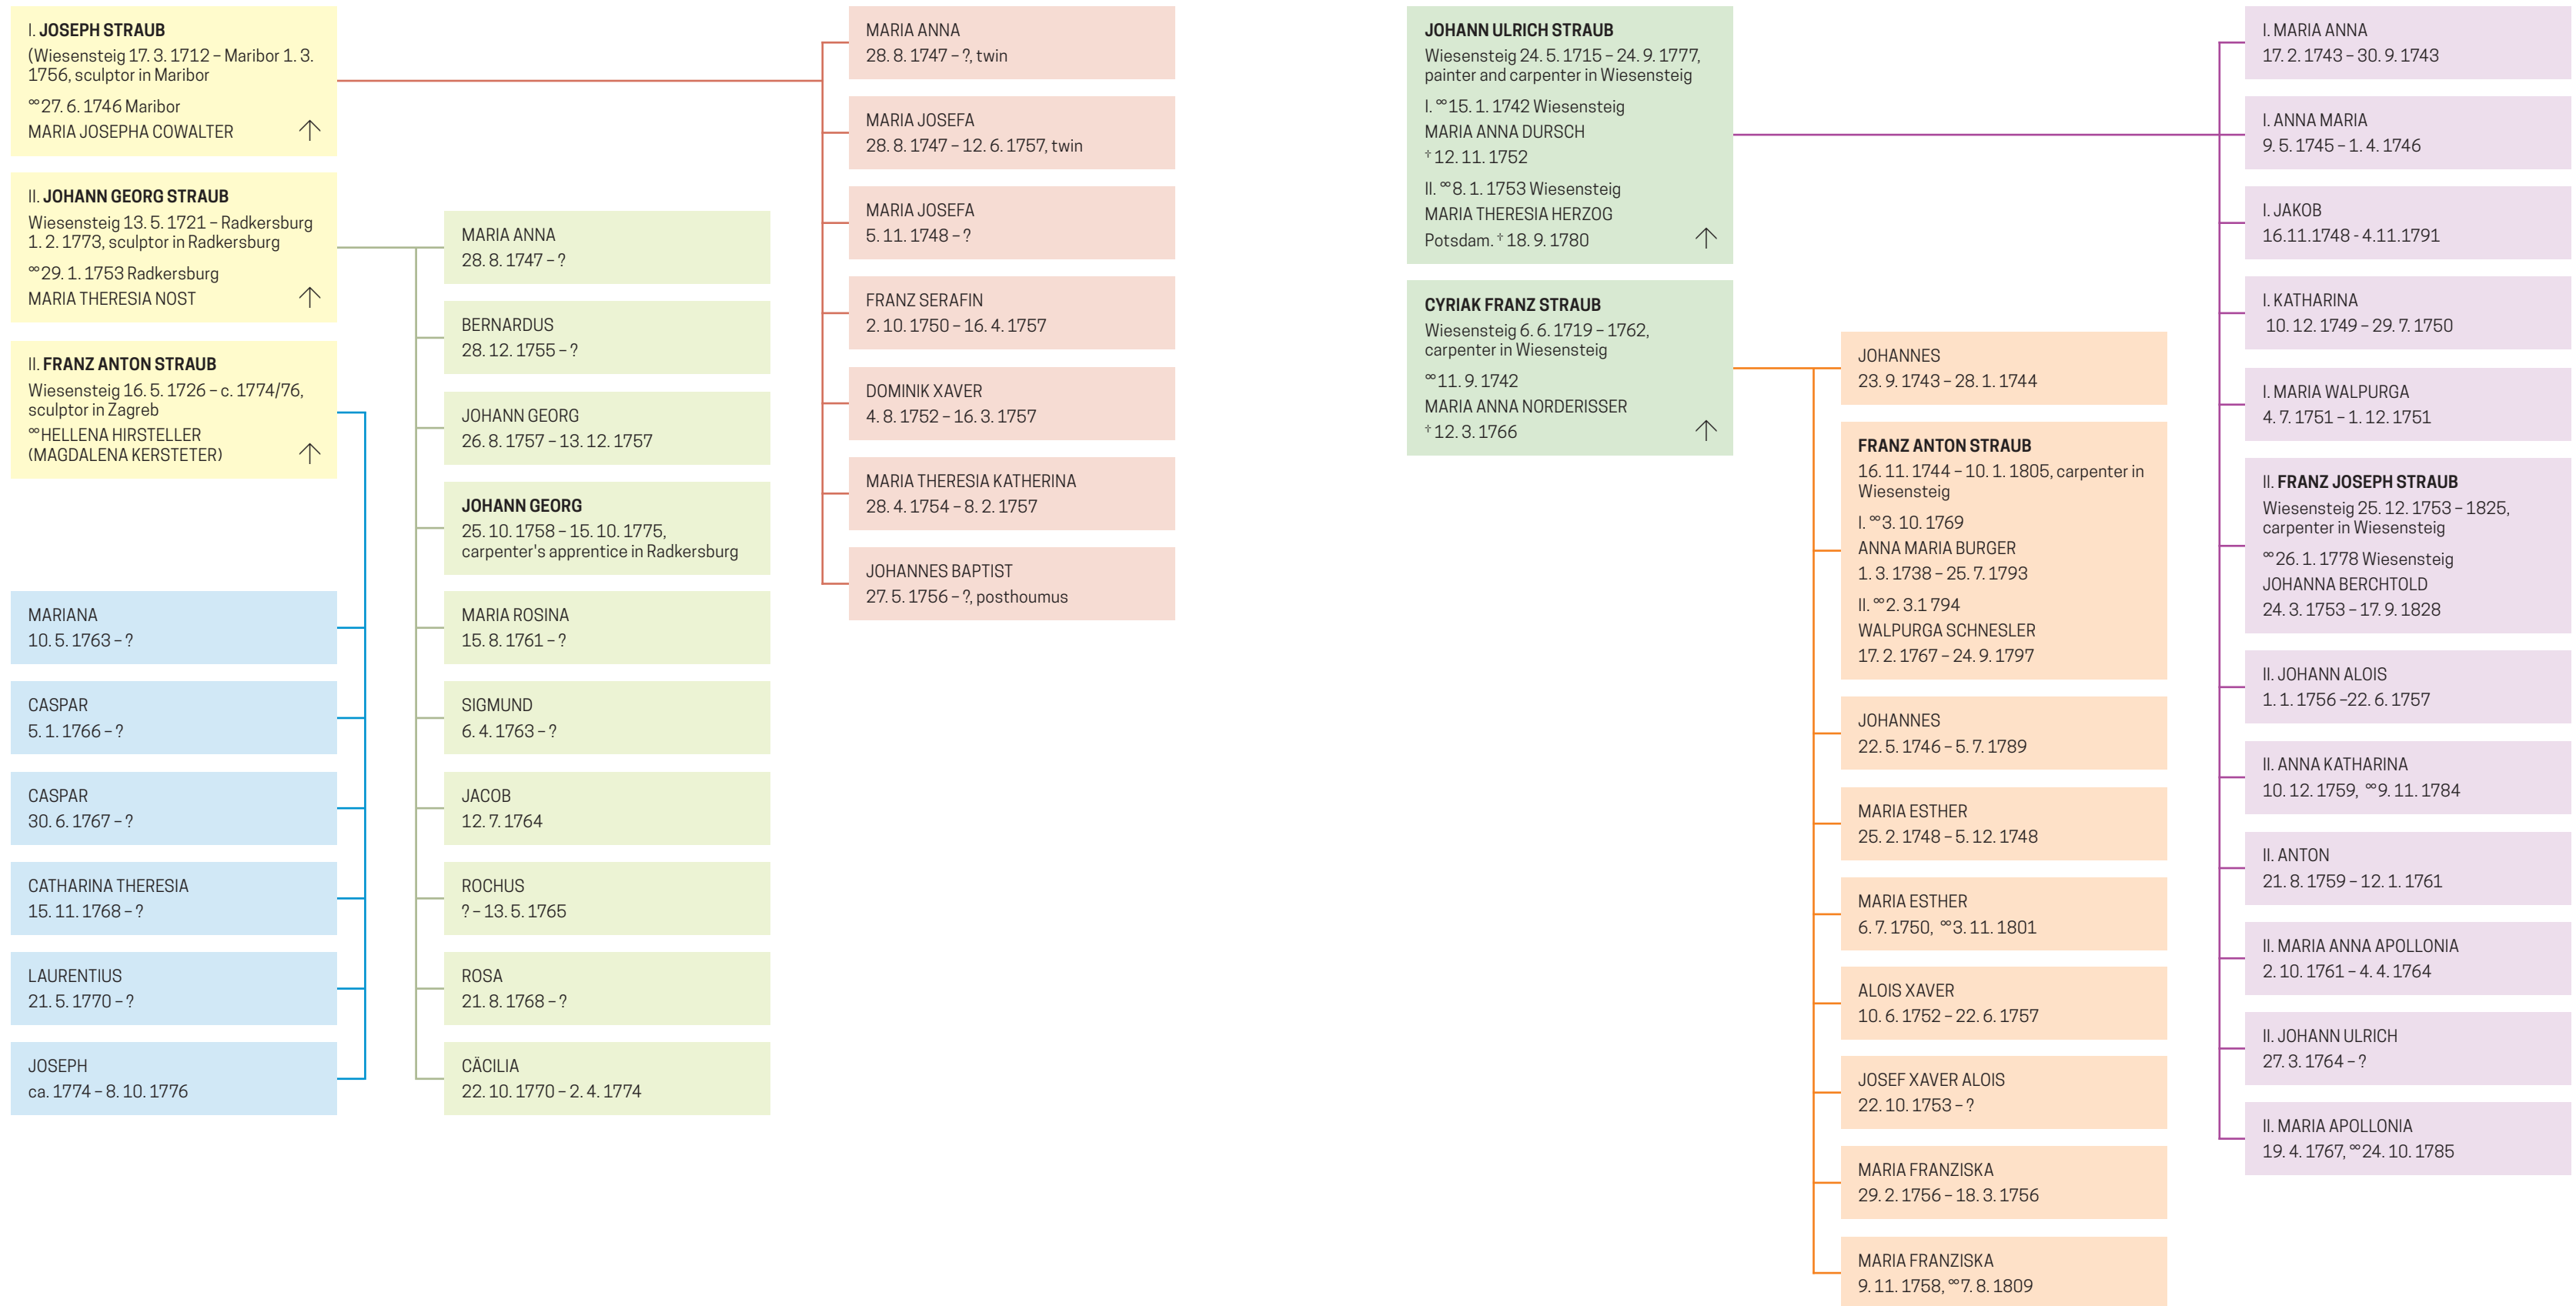 I. JOSEPH STRAUB
(Wiesensteig 17. 3. 1712 – Maribor 1. 3.
1756, sculptor in Maribor
∞27. 6. 1746 Maribor
MARIA JOSEPHA COWALTER
II. JOHANN GEORG STRAUB
Wiesensteig 13. 5. 1721 – Radkersburg
1. 2. 1773, sculptor in Radkersburg
∞29. 1. 1753 Radkersburg
MARIA THERESIA NOST
II. FRANZ ANTON STRAUB
Wiesensteig 16. 5. 1726 – c. 1774/76,
sculptor in Zagreb
∞HELLENA HIRSTELLER
(MAGDALENA KERSTETER)
MARIANA
10. 5. 1763 – ?
CASPAR
5. 1. 1766 – ?
CASPAR
30. 6. 1767 – ?
CATHARINA THERESIA
15. 11. 1768 – ?
LAURENTIUS
21. 5. 1770 – ?
JOSEPH
ca. 1774 – 8. 10. 1776
MARIA ANNA
28. 8. 1747 – ?
BERNARDUS
28. 12. 1755 – ?
JOHANN GEORG
26. 8. 1757 – 13. 12. 1757
JOHANN GEORG
25. 10. 1758 – 15. 10. 1775,
carpenter's apprentice in Radkersburg
MARIA ROSINA
15. 8. 1761 – ?
SIGMUND
6. 4. 1763 – ?
JACOB
12. 7. 1764
ROCHUS
? – 13. 5. 1765
ROSA
21. 8. 1768 – ?
CÄCILIA
22. 10. 1770 – 2. 4. 1774
MARIA ANNA
28. 8. 1747 – ?, twin
MARIA JOSEFA
28. 8. 1747 – 12. 6. 1757, twin
MARIA JOSEFA
5. 11. 1748 – ?
FRANZ SERAFIN
2. 10. 1750 – 16. 4. 1757
DOMINIK XAVER
4. 8. 1752 – 16. 3. 1757
MARIA THERESIA KATHERINA
28. 4. 1754 – 8. 2. 1757
JOHANNES BAPTIST
27. 5. 1756 – ?, posthoumus
JOHANN ULRICH STRAUB
Wiesensteig 24. 5. 1715 – 24. 9. 1777,
painter and carpenter in Wiesensteig
I. ∞15. 1. 1742 Wiesensteig
MARIA ANNA DURSCH
† 12. 11. 1752
II. ∞8. 1. 1753 Wiesensteig
MARIA THERESIA HERZOG
Potsdam. † 18. 9. 1780
CYRIAK FRANZ STRAUB
Wiesensteig 6. 6. 1719 – 1762,
carpenter in Wiesensteig
∞11. 9. 1742
MARIA ANNA NORDERISSER
† 12. 3. 1766
JOHANNES
23. 9. 1743 – 28. 1. 1744
FRANZ ANTON STRAUB
16. 11. 1744 – 10. 1. 1805, carpenter in
Wiesensteig
I. ∞3. 10. 1769
ANNA MARIA BURGER
1. 3. 1738 – 25. 7. 1793
II. ∞2. 3.1 794
WALPURGA SCHNESLER
17. 2. 1767 – 24. 9. 1797
JOHANNES
22. 5. 1746 – 5. 7. 1789
MARIA ESTHER
25. 2. 1748 – 5. 12. 1748
MARIA ESTHER
6. 7. 1750, ∞3. 11. 1801
ALOIS XAVER
10. 6. 1752 – 22. 6. 1757
JOSEF XAVER ALOIS
22. 10. 1753 – ?
MARIA FRANZISKA
29. 2. 1756 – 18. 3. 1756
MARIA FRANZISKA
9. 11. 1758, ∞7. 8. 1809
I. MARIA ANNA
17. 2. 1743 – 30. 9. 1743
I. ANNA MARIA
9. 5. 1745 – 1. 4. 1746
I. JAKOB
16.11.1748 - 4.11.1791
I. KATHARINA
10. 12. 1749 – 29. 7. 1750
I. MARIA WALPURGA
4. 7. 1751 – 1. 12. 1751
II. FRANZ JOSEPH STRAUB
Wiesensteig 25. 12. 1753 – 1825,
carpenter in Wiesensteig
∞26. 1. 1778 Wiesensteig
JOHANNA BERCHTOLD
24. 3. 1753 – 17. 9. 1828
II. JOHANN ALOIS
1. 1. 1756 –22. 6. 1757
II. ANNA KATHARINA
10. 12. 1759, ∞9. 11. 1784
II. ANTON
21. 8. 1759 – 12. 1. 1761
II. MARIA ANNA APOLLONIA
2. 10. 1761 – 4. 4. 1764
II. JOHANN ULRICH
27. 3. 1764 – ?
II. MARIA APOLLONIA
19. 4. 1767, ∞24. 10. 1785